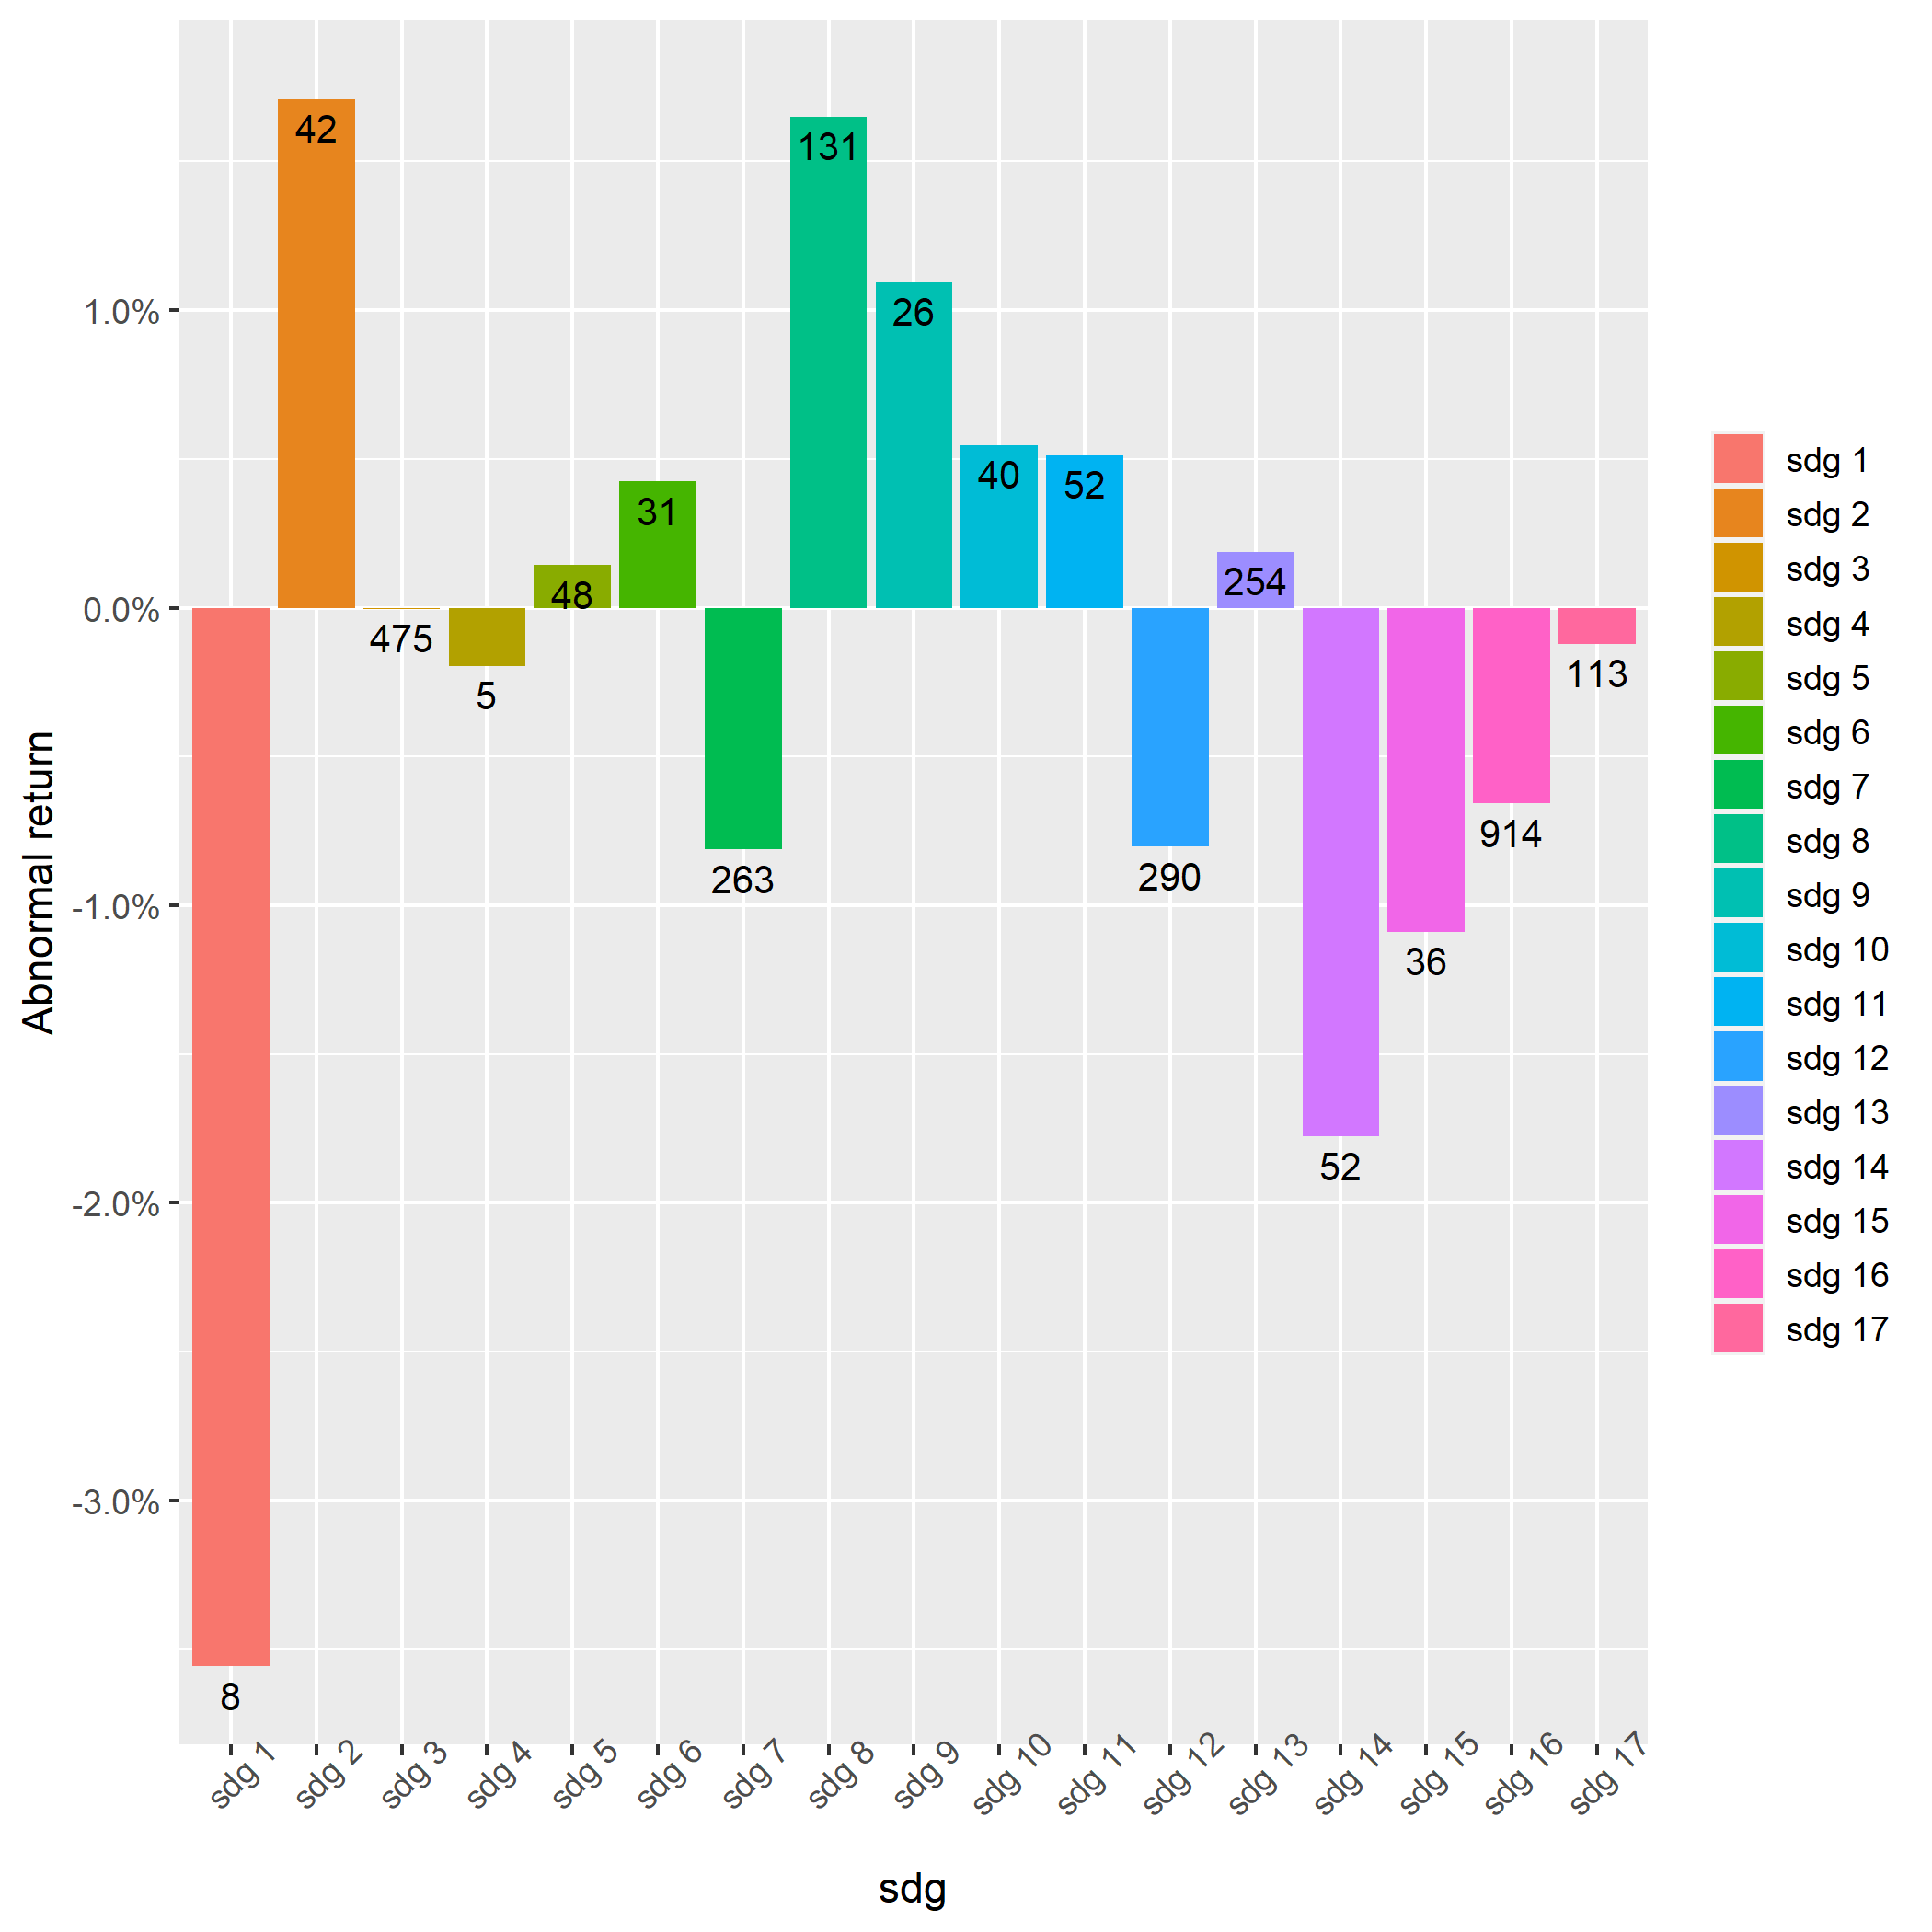 Abnormal return
1.0%
0.0%
-1.0%
-2.0%
-3.0%
42
131
26
40
52
31
48
254
475
5
263
290
113
914
36
52
8
sdg 1
sdg 2
sdg 3
sdg 4
sdg 5
sdg 6
sdg 7
sdg 8
sdg 9
sdg 10
sdg 11
sdg 12
sdg 13
sdg 14
sdg 15
sdg 16
sdg 17
sdg
sdg 1
sdg 2
sdg 3
sdg 4
sdg 5
sdg 6
sdg 7
sdg 8
sdg 9
sdg 10
sdg 11
sdg 12
sdg 13
sdg 14
sdg 15
sdg 16
sdg 17